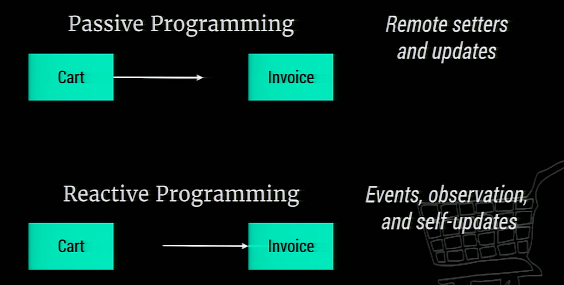 Passive Programming
Remote setters
and updates
Cart
Invoice
Reactive Programming
Events, observation,
and self-updates
Cart
Invoice